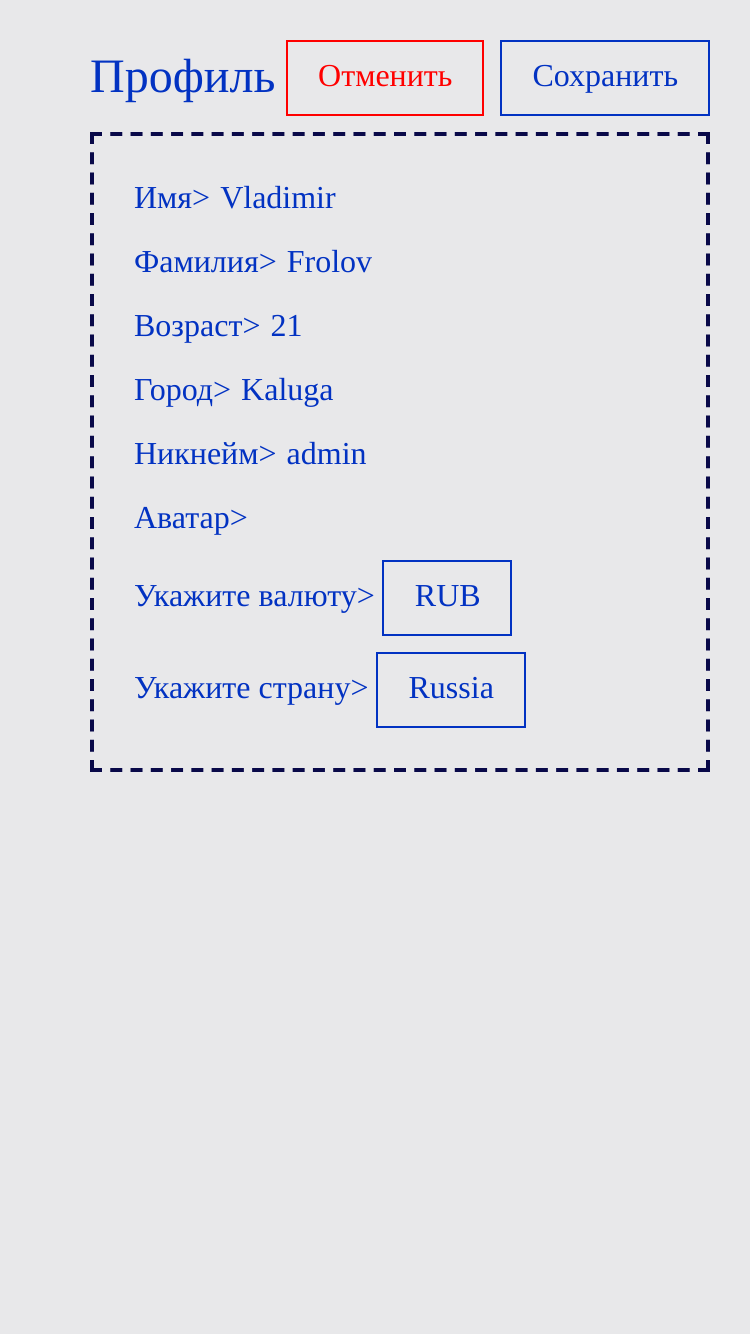 Профиль Отменить Сохранить
Имя> Vladimir
Фамилия> Frolov
Возраст> 21
Город> Kaluga
Никнейм> admin
Аватар>
Укажите валюту> RUB
Укажите страну> Russia